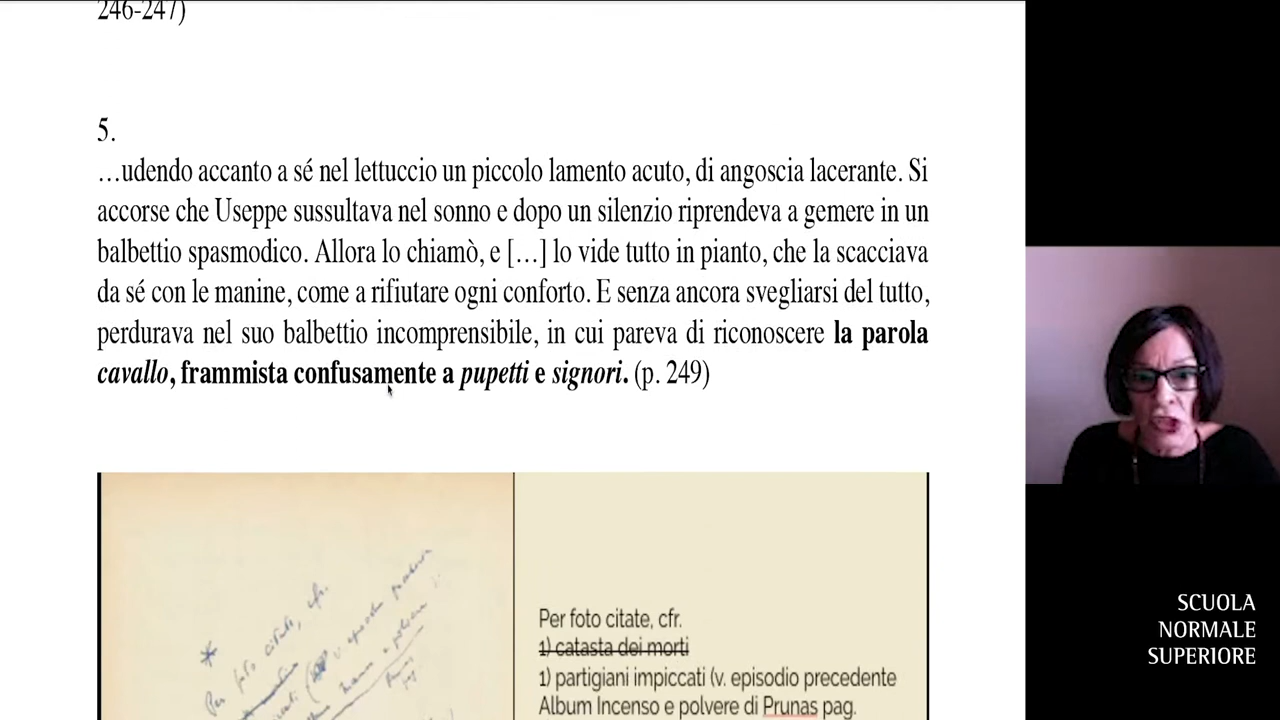 246-247)
5.
…udendo accanto a sé nel lettuccio un piccolo lamento acuto, di angoscia lacerante. Si
accorse che Useppe sussultava nel sonno e dopo un silenzio riprendeva a gemere in un
balbettio spasmodico. Allora lo chiamò, e […] lo vide tutto in pianto, che la scacciava
da sé con le manine, come a rifiutare ogni conforto. E senza ancora svegliarsi del tutto,
perdurava nel suo balbettio incomprensibile, in cui pareva di riconoscere la parola
cavallo, frammista confusamente a pupetti e signori. (p. 249)
* Per foto citate, cfr.
Per foto citate, cfr.
1) catasta dei morti
1) partigiani impiccati (v. episodio precedente
Album Incenso e polvere di Prunas pag.
SCUOLA
NORMALE
SUPERIORE